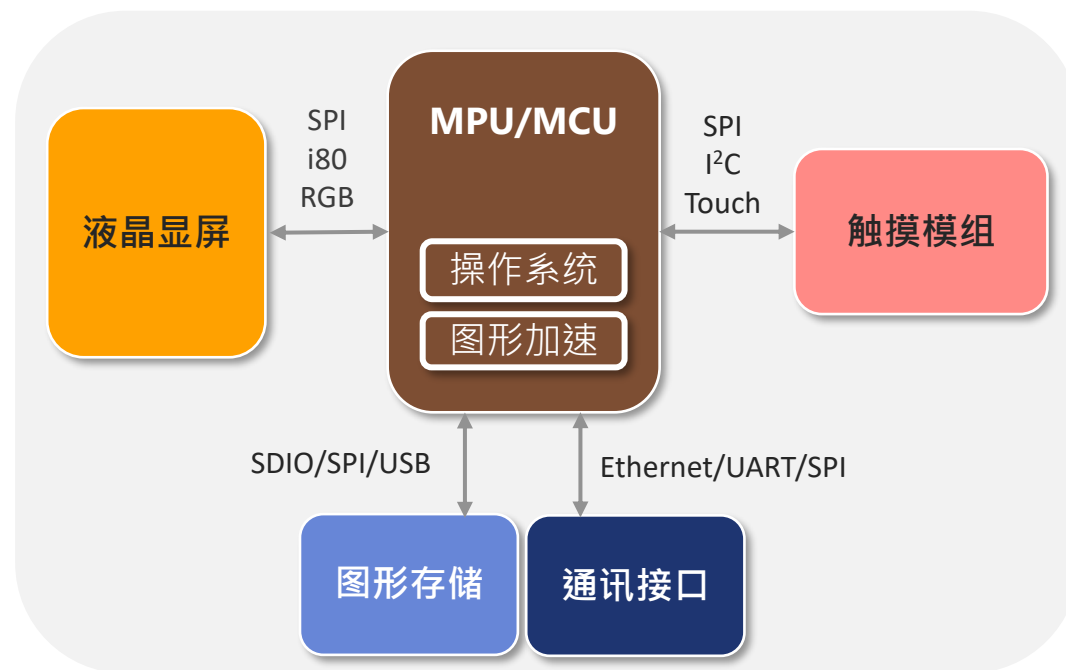 MPU/MCU
SPI
i80
RGB
SPI
I²C
Touch
液晶显屏
触摸模组
操作系统
图形加速
SDIO/SPI/USB
Ethernet/UART/SPI
图形存储
通讯接口